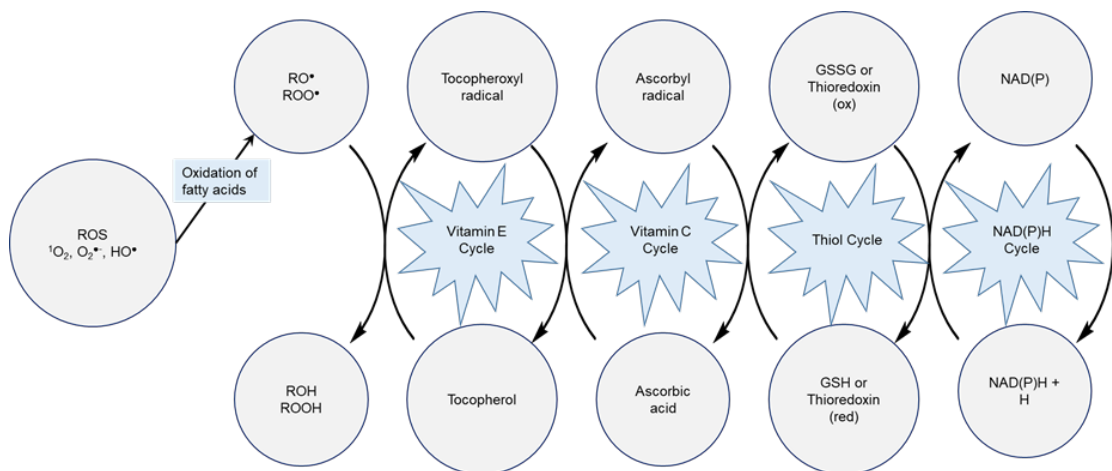 RO•
ROO•
Tocopheroxyl
radical
Ascorbyl
radical
GSSG or
Thioredoxin
(ox)
NAD(P)
Oxidation of
fatty acids
ROS
¹O₂, O₂•⁻, HO•
Vitamin E
Cycle
Vitamin C
Cycle
Thiol Cycle
NAD(P)H
Cycle
ROH
ROOH
Tocopherol
Ascorbic
acid
GSH or
Thioredoxin
(red)
NAD(P)H +
H